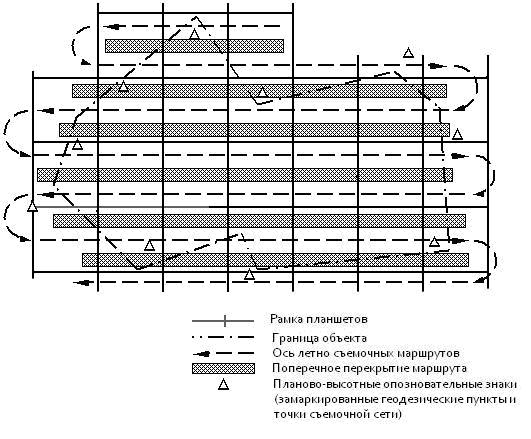 Рамка планшетов
Граница объекта
Ось летно съемочных маршрутов
Поперечное перекрытие маршрута
Планово-высотные опозновательные знаки
(замаркированные геодезические пункты и
точки съемочной сети)